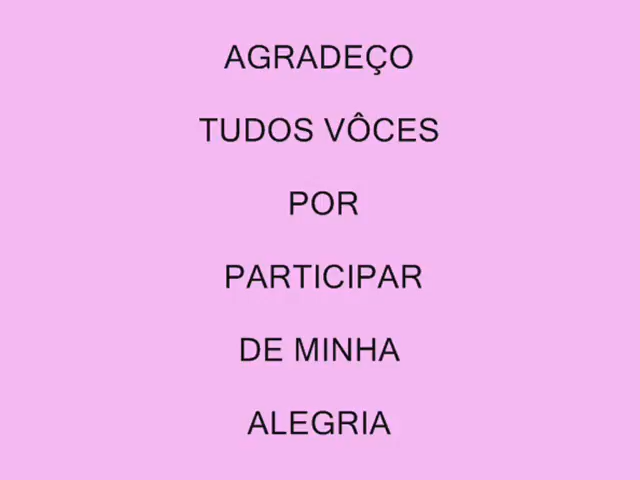 AGRADEÇO
TUDOS VÔCES
POR
PARTICIPAR
DE MINHA
ALEGRIA